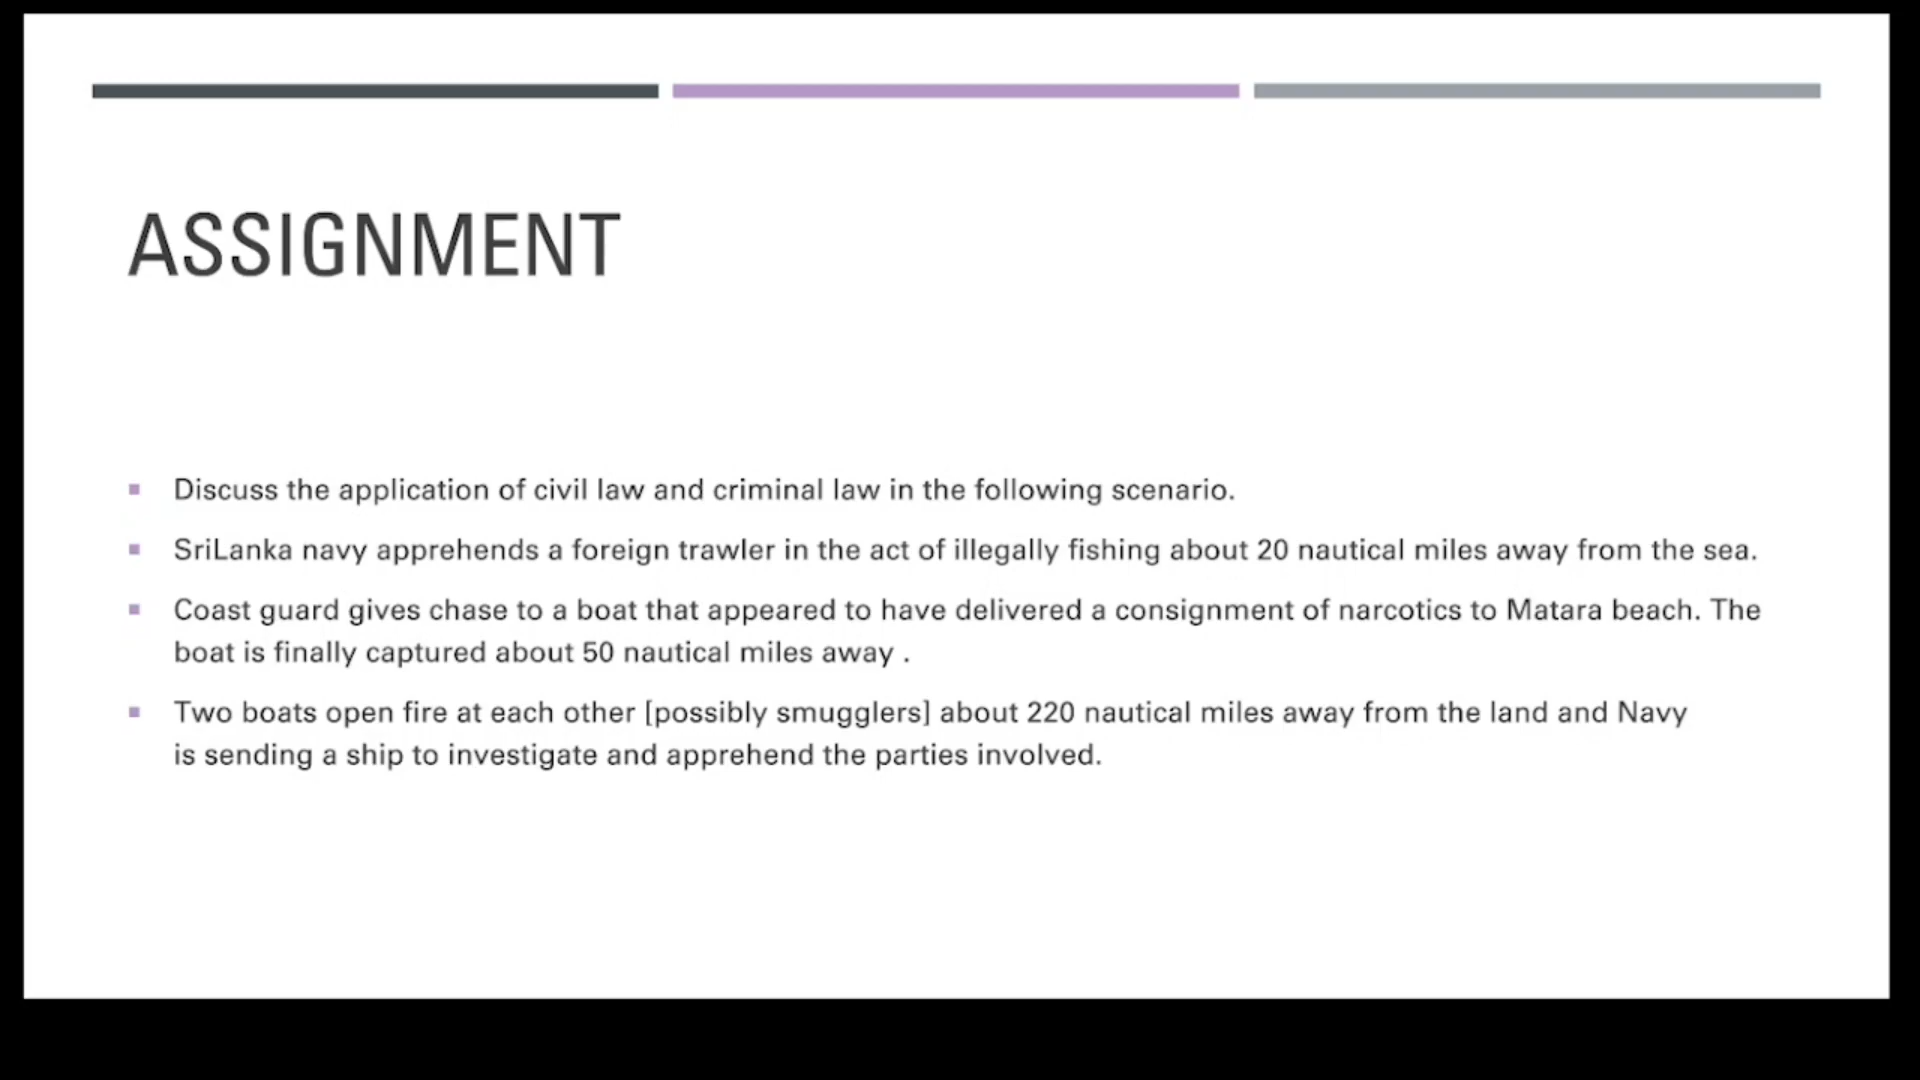 ASSIGNMENT
Discuss the application of civil law and criminal law in the following scenario.
SriLanka navy apprehends a foreign trawler in the act of illegally fishing about 20 nautical miles away from the sea.
Coast guard gives chase to a boat that appeared to have delivered a consignment of narcotics to Matara beach. The
boat is finally captured about 50 nautical miles away .
Two boats open fire at each other [possibly smugglers] about 220 nautical miles away from the land and Navy
is sending a ship to investigate and apprehend the parties involved.